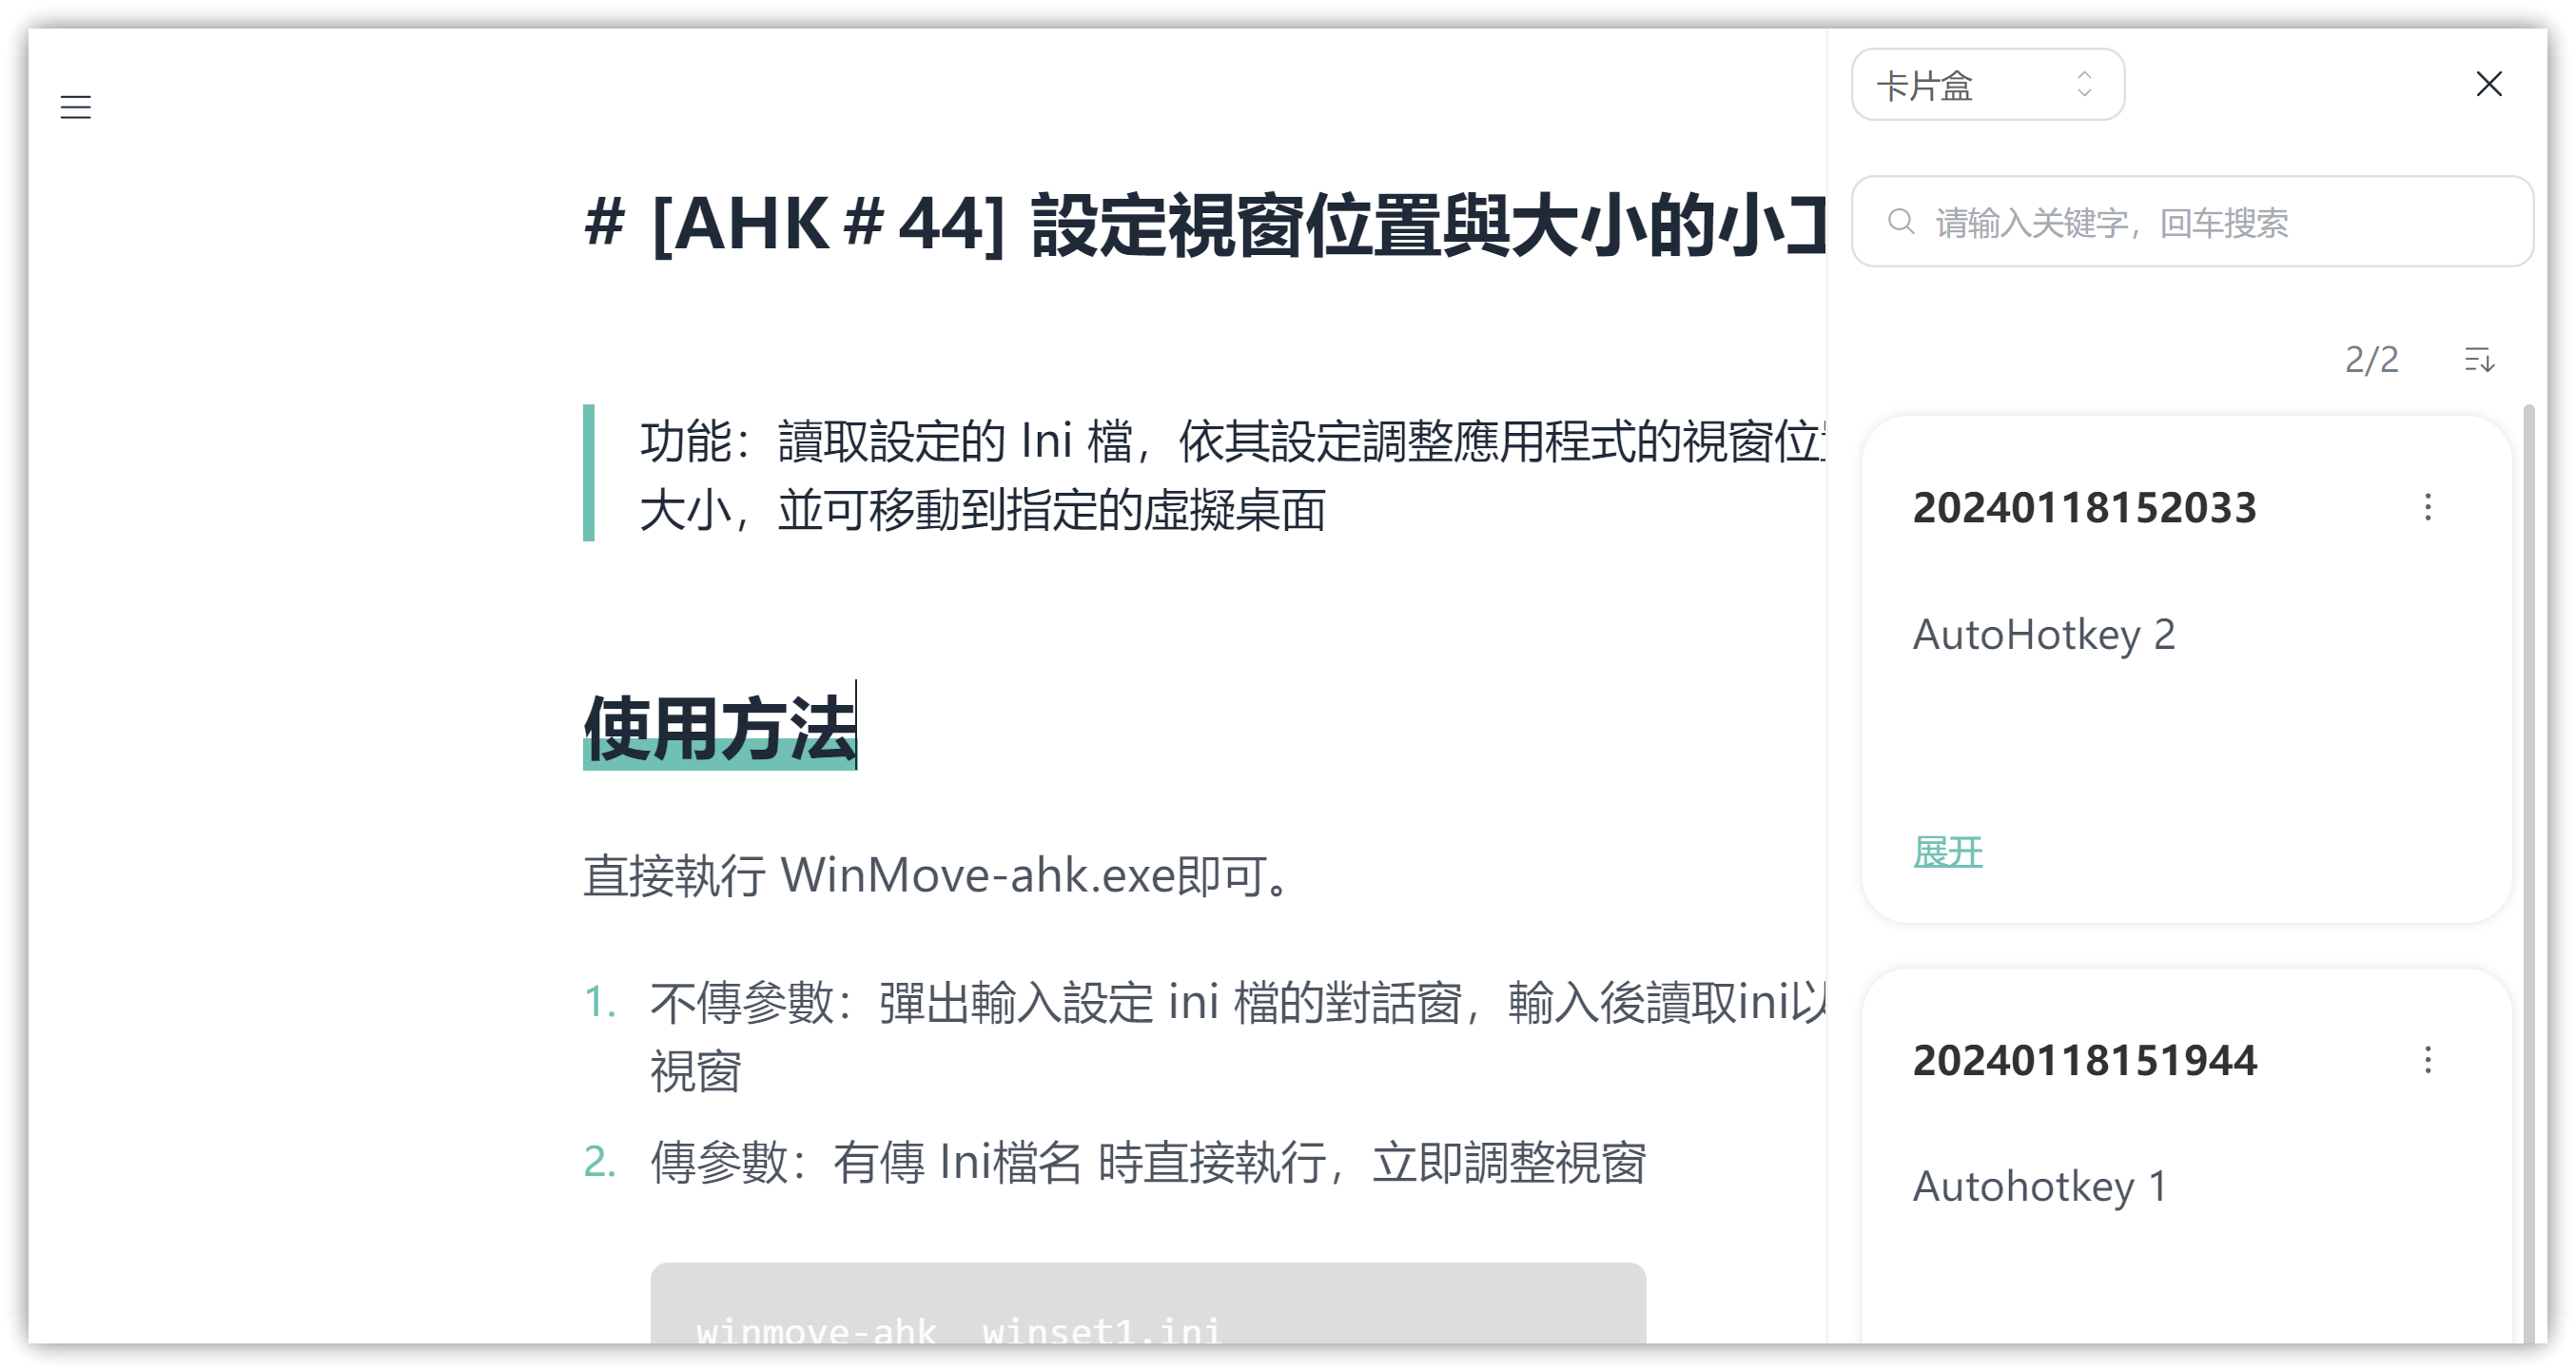 # [AHK＃44] 設定視窗位置與大小的小
功能：讀取設定的 Ini 檔，依其設定調整應用程式的視窗位
大小，並可移動到指定的虛擬桌面
使用方法
直接執行 WinMove-ahk.exe即可。
1. 不傳參數：彈出輸入設定 ini 檔的對話窗，輸入後讀取ini以
視窗
2. 傳參數：有傳 Ini檔名 時直接執行，立即調整視窗
winmove-ahk  winset1.ini
卡片盒
请输入关键字，回车搜索
2/2
20240118152033
AutoHotkey 2
展开
20240118151944
Autohotkey 1